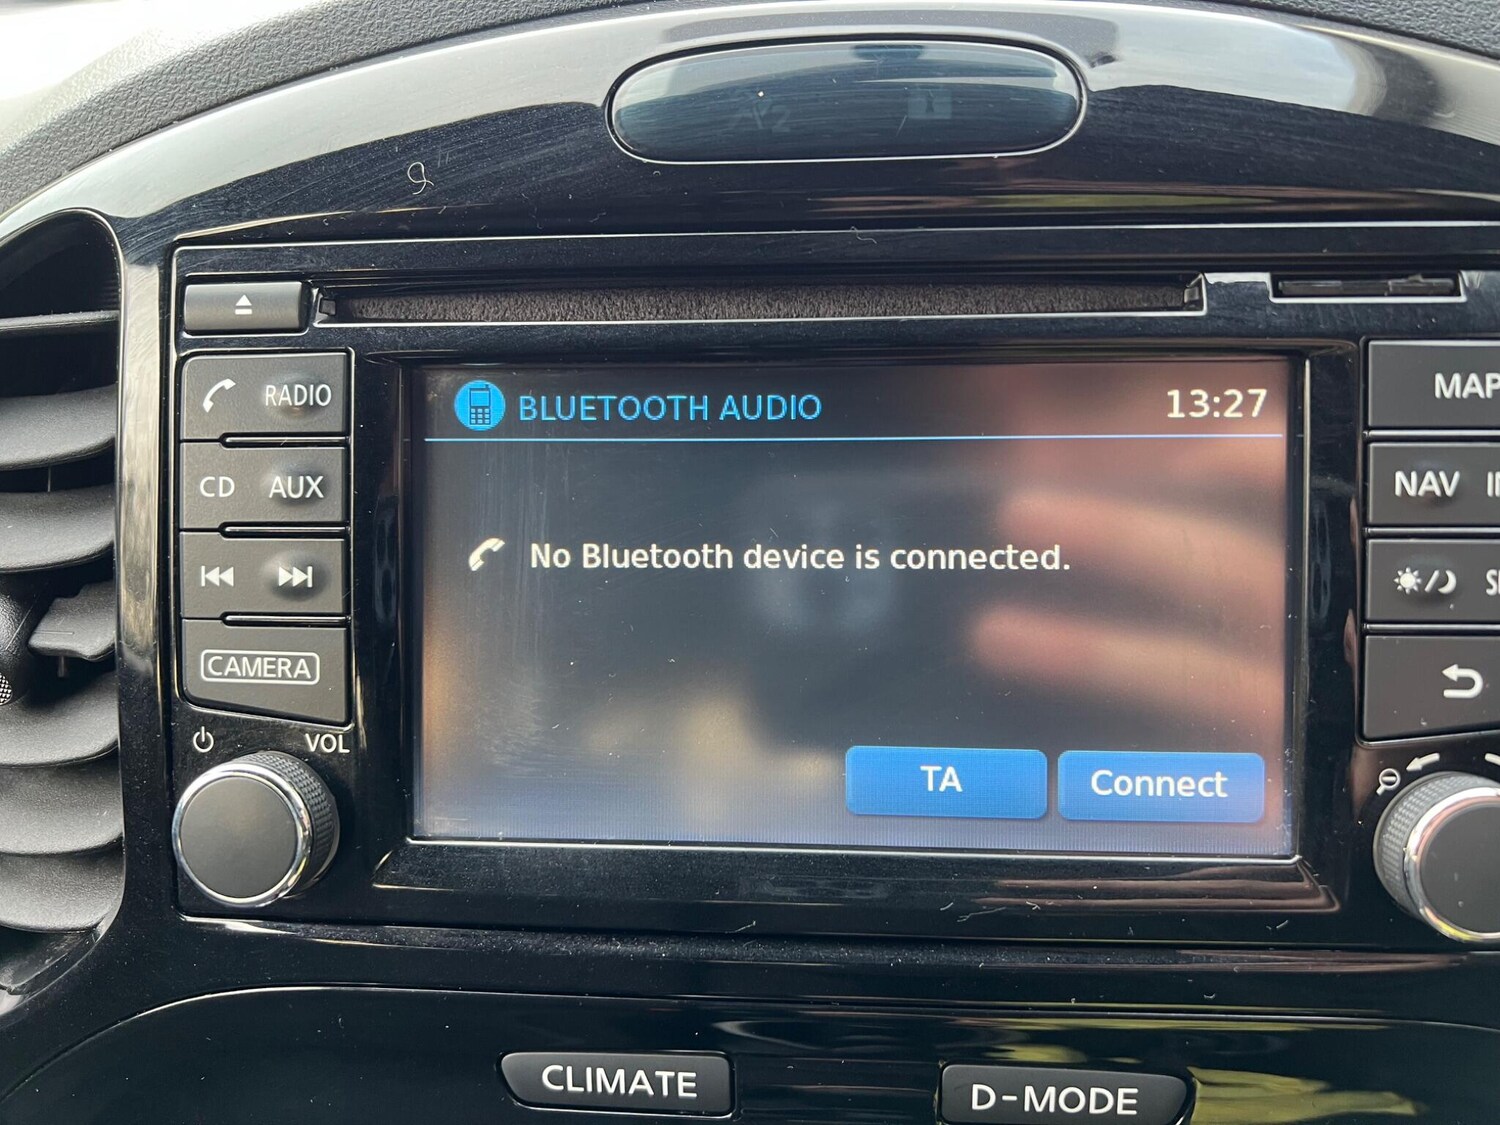 RADIO
CD AUX
CAMERA
VOL
BLUETOOTH AUDIO 13:27
No Bluetooth device is connected.
TA Connect
MAP
NAV
CLIMATE
D-MODE